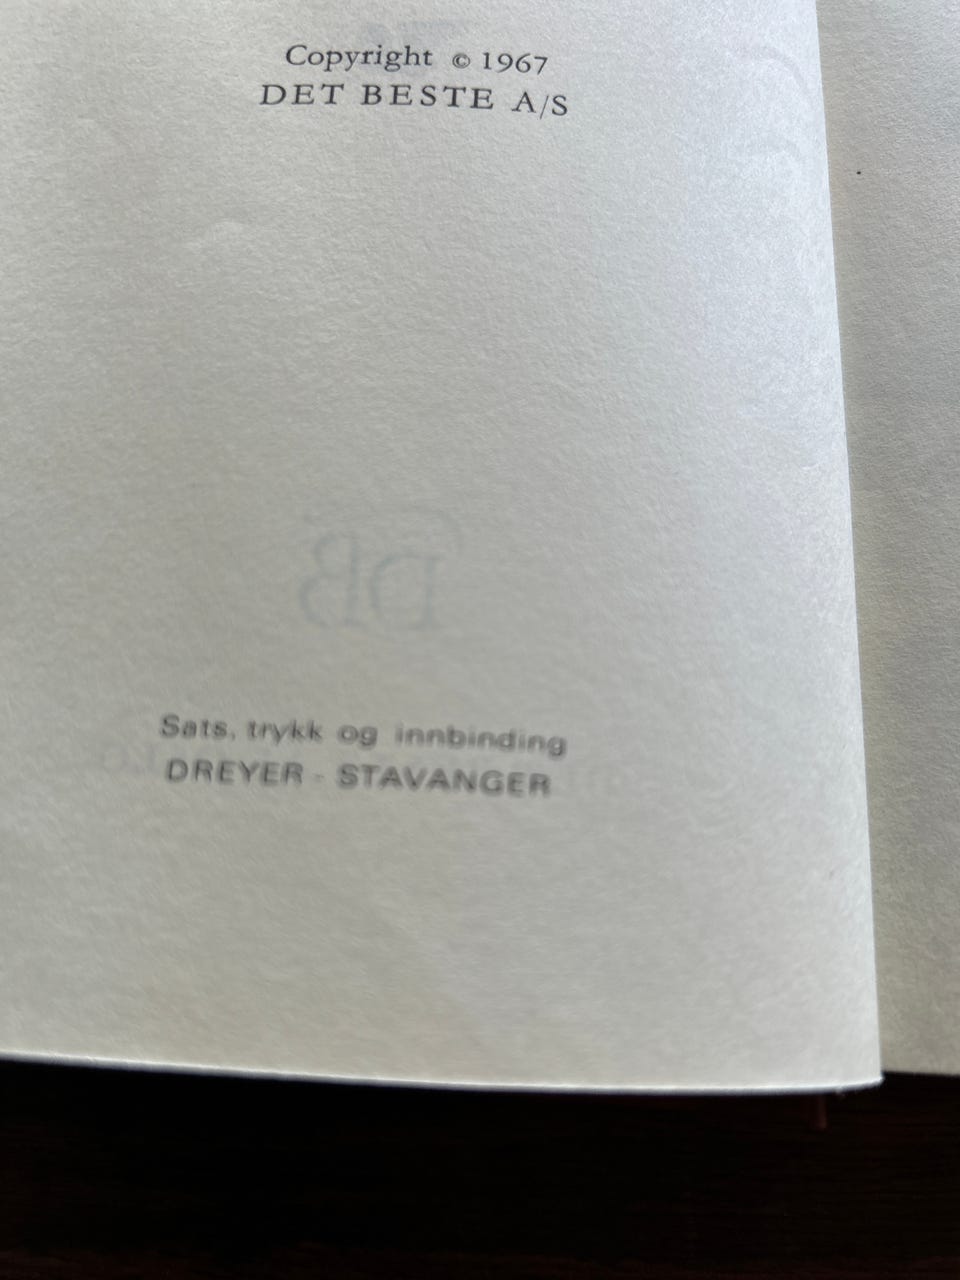 Copyright © 1967
DET BESTE A/S
DB
Sats, trykk og innbinding
DREYER - STAVANGER